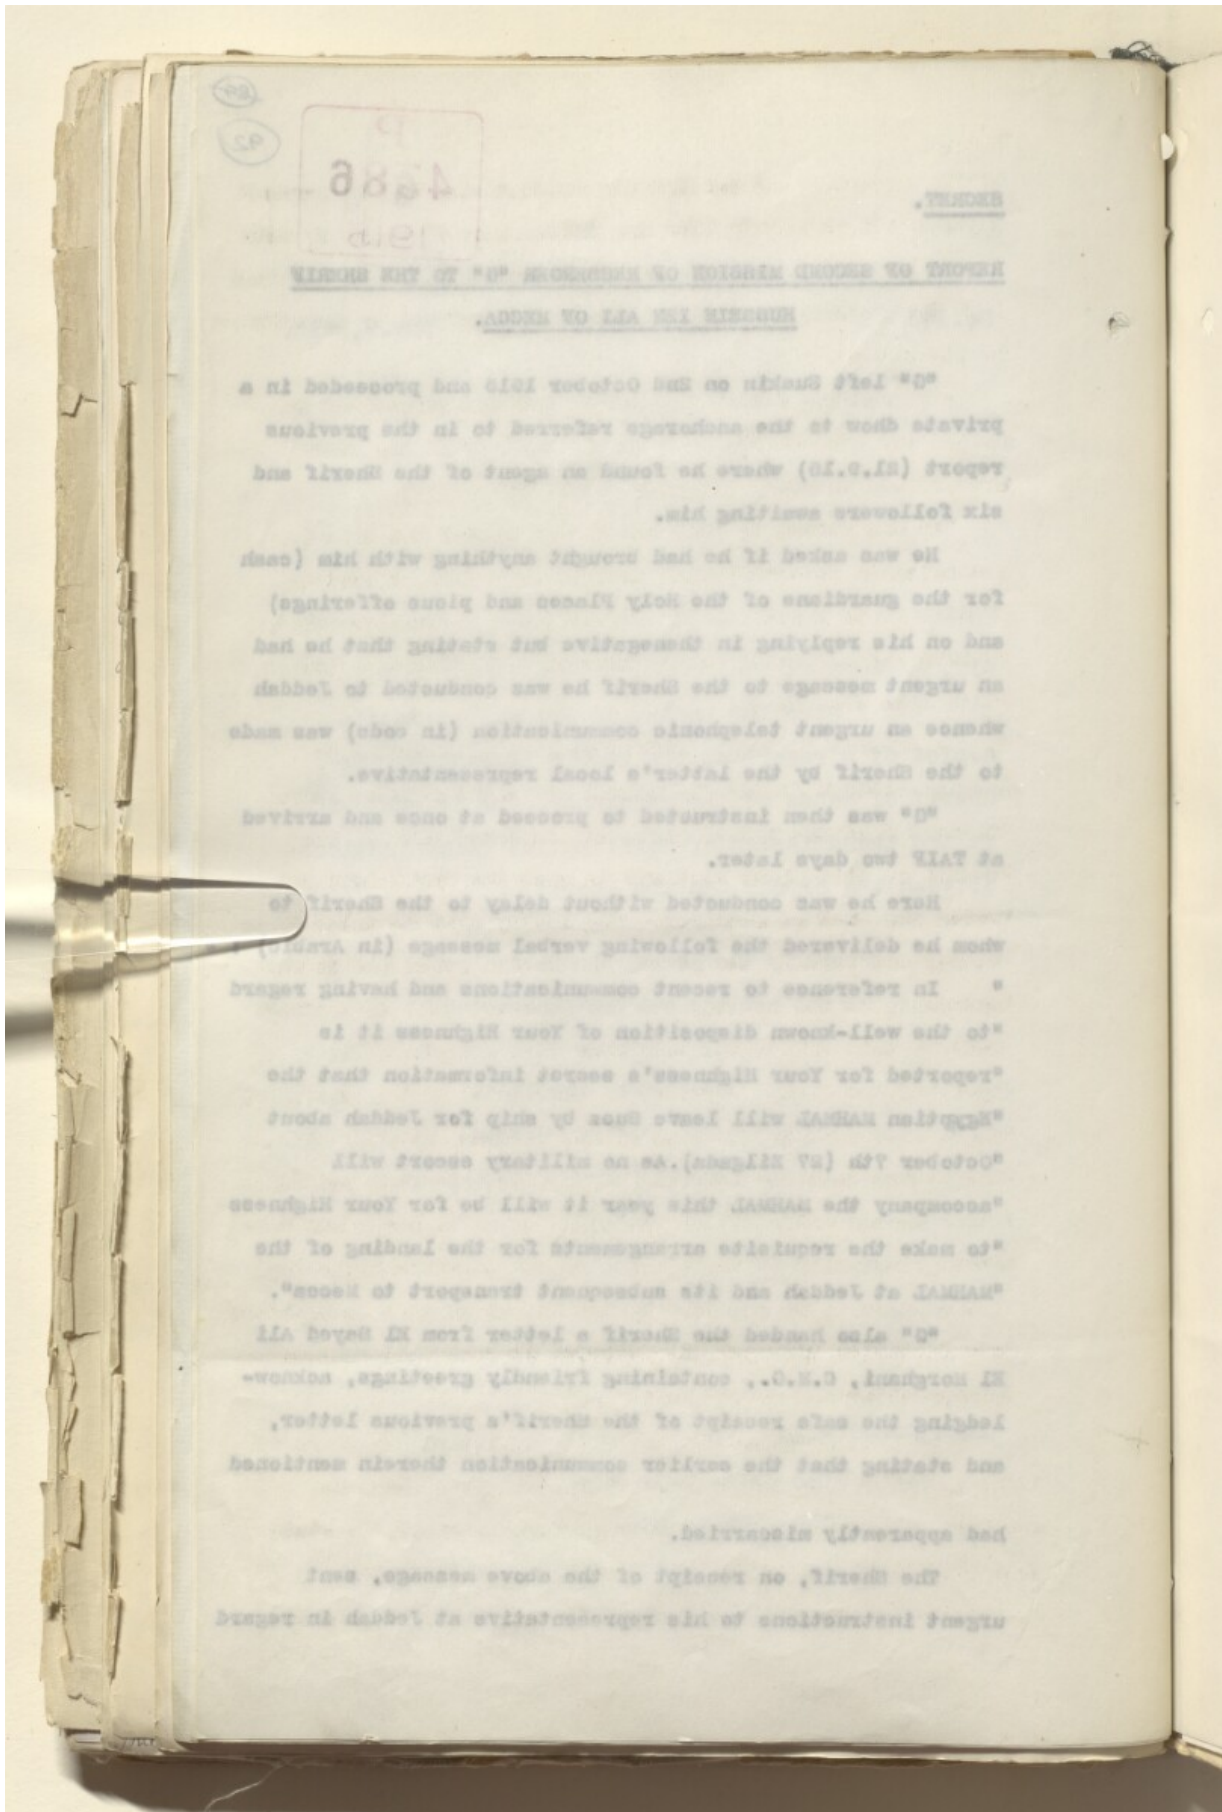 92
P
4286
1915
SECRET.
REPORT OF SECOND MISSION OF MESSENGER "G" TO THE SHERIF
HUSSEIN IBN ALI OF MECCA.
"G" left Suakin on 2nd October 1915 and proceeded in a
private dhow to the anchorage referred to in the previous
report (21.9.15) where he found an agent of the Sherif and
six followers awaiting him.
He was asked if he had brought anything with him (cash
for the guardians of the Holy Places and pious offerings)
and on his replying in thenegative but stating that he had
an urgent message to the Sherif he was conducted to Jeddah
whence an urgent telephonic communication (in code) was made
to the Sherif by the latter's local representative.
"G" was then instructed to proceed at once and arrived
at TAIF two days later.
Here he was conducted without delay to the Sherif to
whom he delivered the following verbal message (in Arabic)
" In reference to recent communications and having regard
"to the well-known disposition of Your Highness it is
"reported for Your Highness's secret information that the
"Egyptian MAHMAL will leave Suez by ship for Jeddah about
"October 7th (27 Zilgada).As no military escort will
"accompany the MAHMAL this year it will be for Your Highness
"to make the requisite arrangements for the landing of the
"MAHMAL at Jeddah and its subsequent transport to Mecca".
"G" also handed the Sherif a letter from El Sayed Ali
El Morghani, C.M.G., containing friendly greetings, acknow-
ledging the safe receipt of the Sherif's previous letter,
and stating that the earlier communication therein mentioned
had apparently miscarried.
The Sherif, on receipt of the above message, sent
urgent instructions to his representative at Jeddah in regard